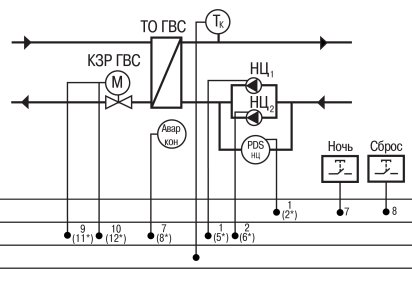 ТО ГВС
Тк
КЗР ГВС
М
НЦ1
НЦ2
Авар
кон
PDS
нц
Ночь
Сброс
1
(2*)
7
8
9
(11*)
10
(12*)
7
(8*)
1
(5*)
2
(6*)